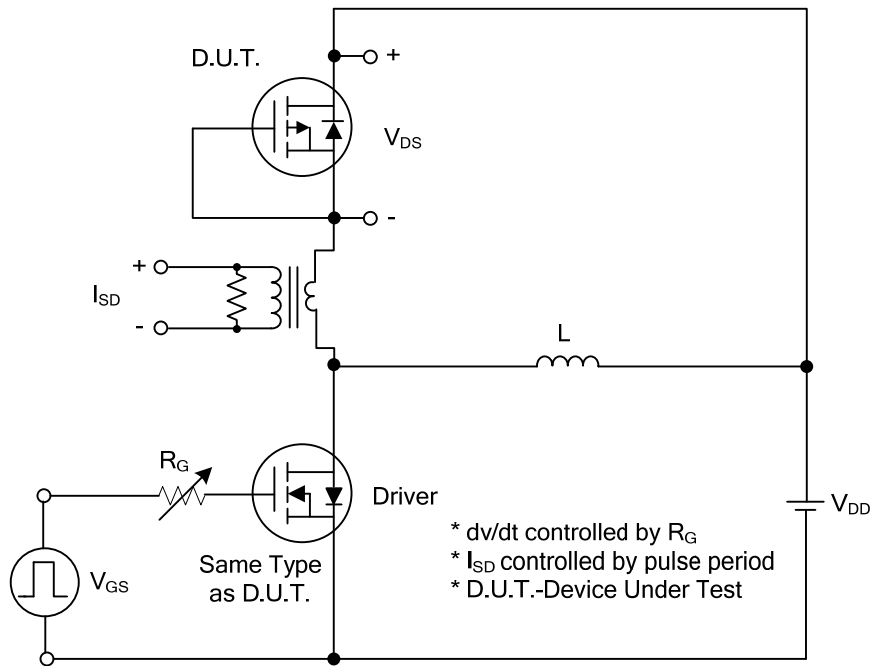 D.U.T.
+
VDS
-
+
ISD
-
L
RG
Driver
VDD
VGS
Same Type
as D.U.T.
* dv/dt controlled by RG
* ISD controlled by pulse period
* D.U.T.-Device Under Test